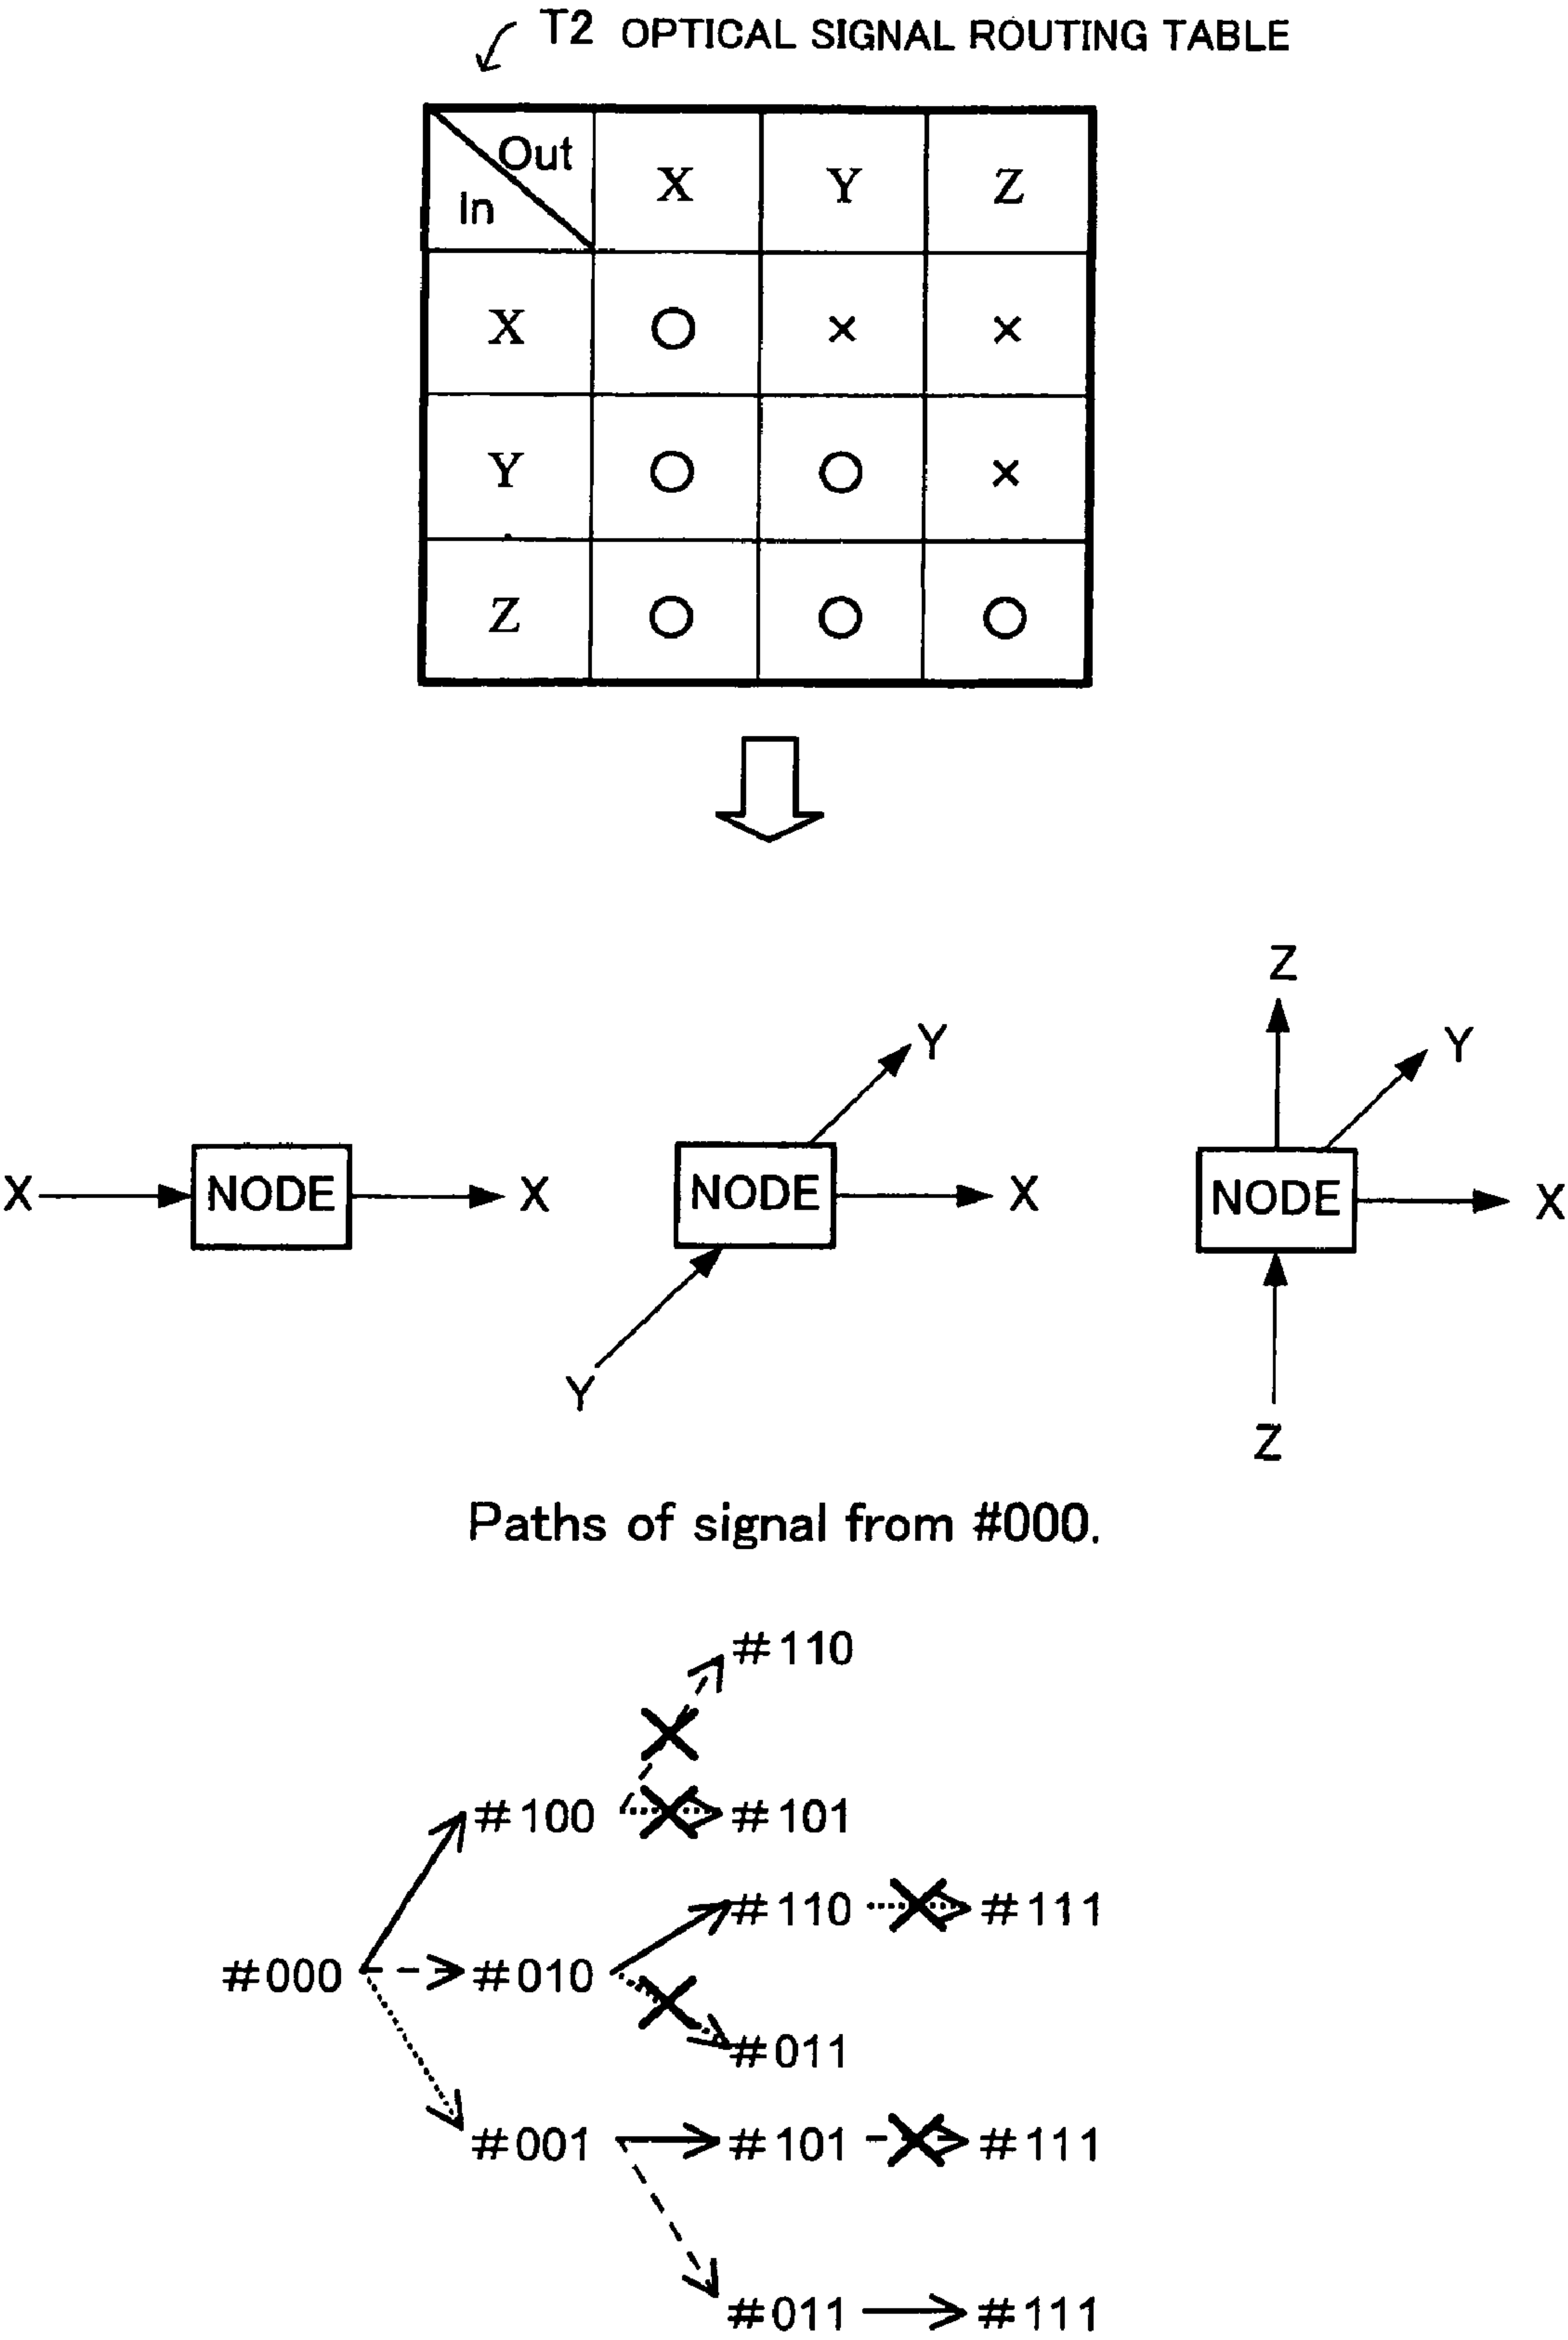 T2 OPTICAL SIGNAL ROUTING TABLE
Out
In
X Y Z
X ○ × ×
Y ○ ○ ×
Z ○ ○ ○
Z
Y Y
X NODE X NODE X NODE X
Y
Z
Paths of signal from #000.
#110
#100 #101
#110 #111
#000 #010
#011
#001 #101 #111
#011 #111